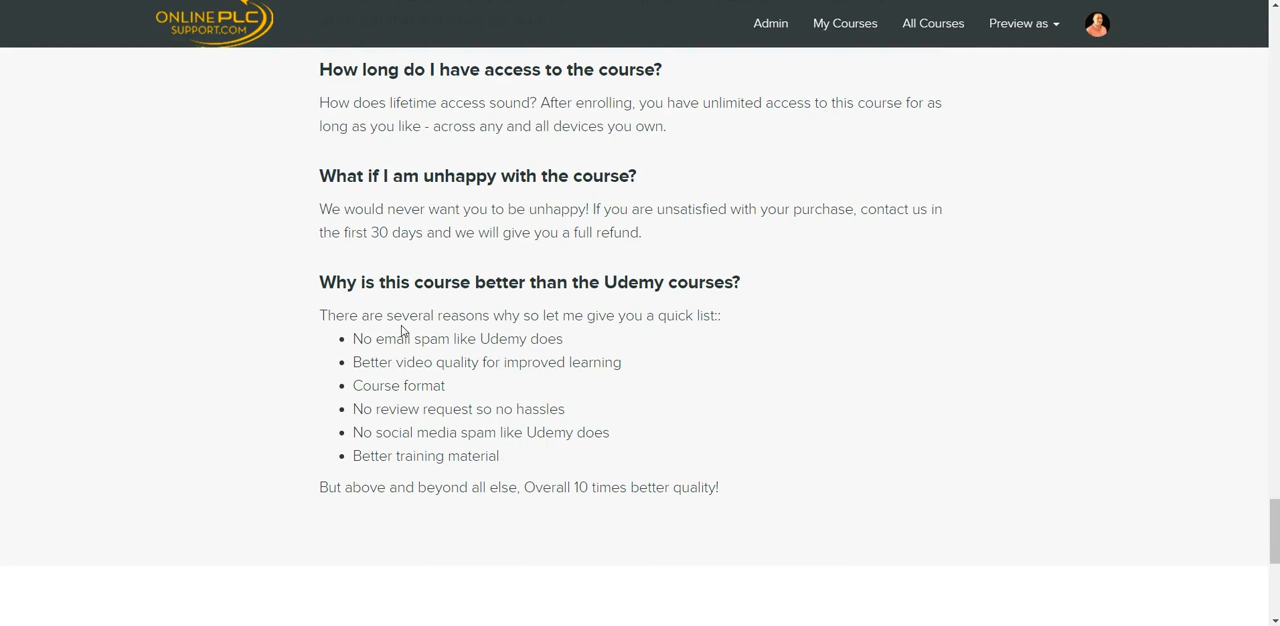 ONLINE PLC
SUPPORT.COM
Admin
My Courses
All Courses
Preview as
How long do I have access to the course?
How does lifetime access sound? After enrolling, you have unlimited access to this course for as
long as you like - across any and all devices you own.
What if I am unhappy with the course?
We would never want you to be unhappy! If you are unsatisfied with your purchase, contact us in
the first 30 days and we will give you a full refund.
Why is this course better than the Udemy courses?
There are several reasons why so let me give you a quick list::
No email spam like Udemy does
Better video quality for improved learning
Course format
No review request so no hassles
No social media spam like Udemy does
Better training material
But above and beyond all else, Overall 10 times better quality!